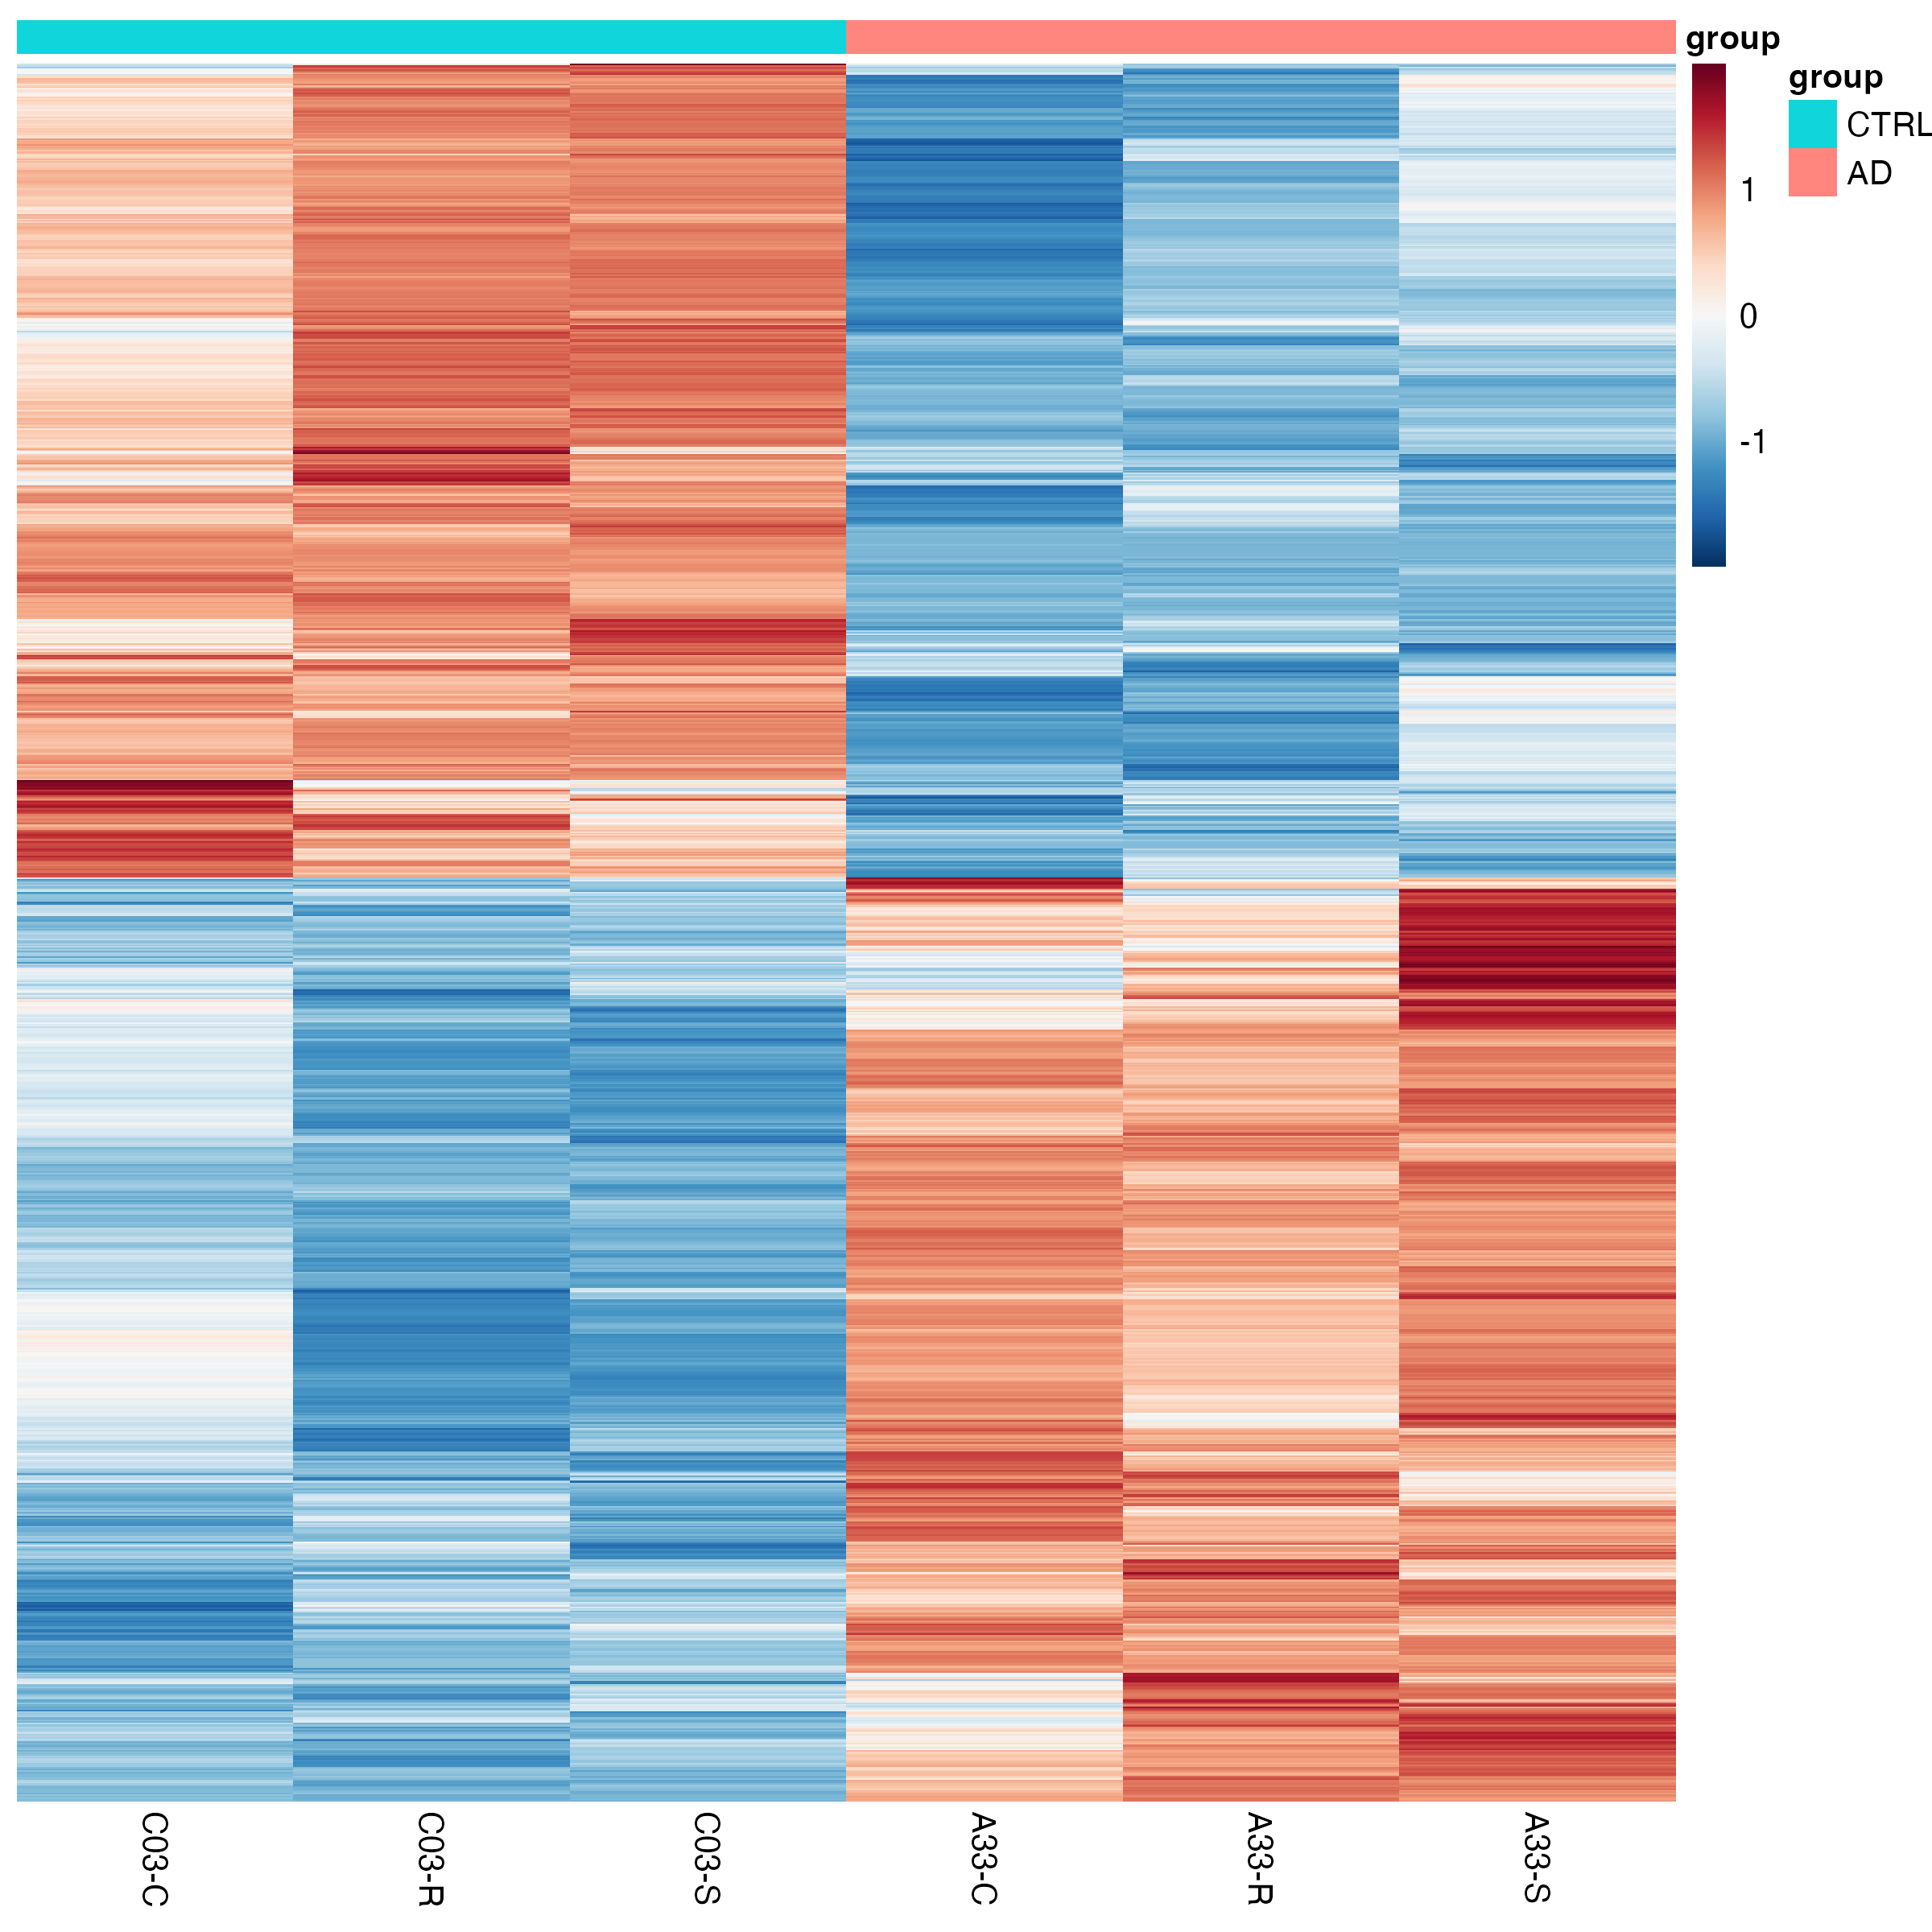 group
group
CTRL
AD
1
0
-1
C03-C
C03-R
C03-S
A33-C
A33-R
A33-S